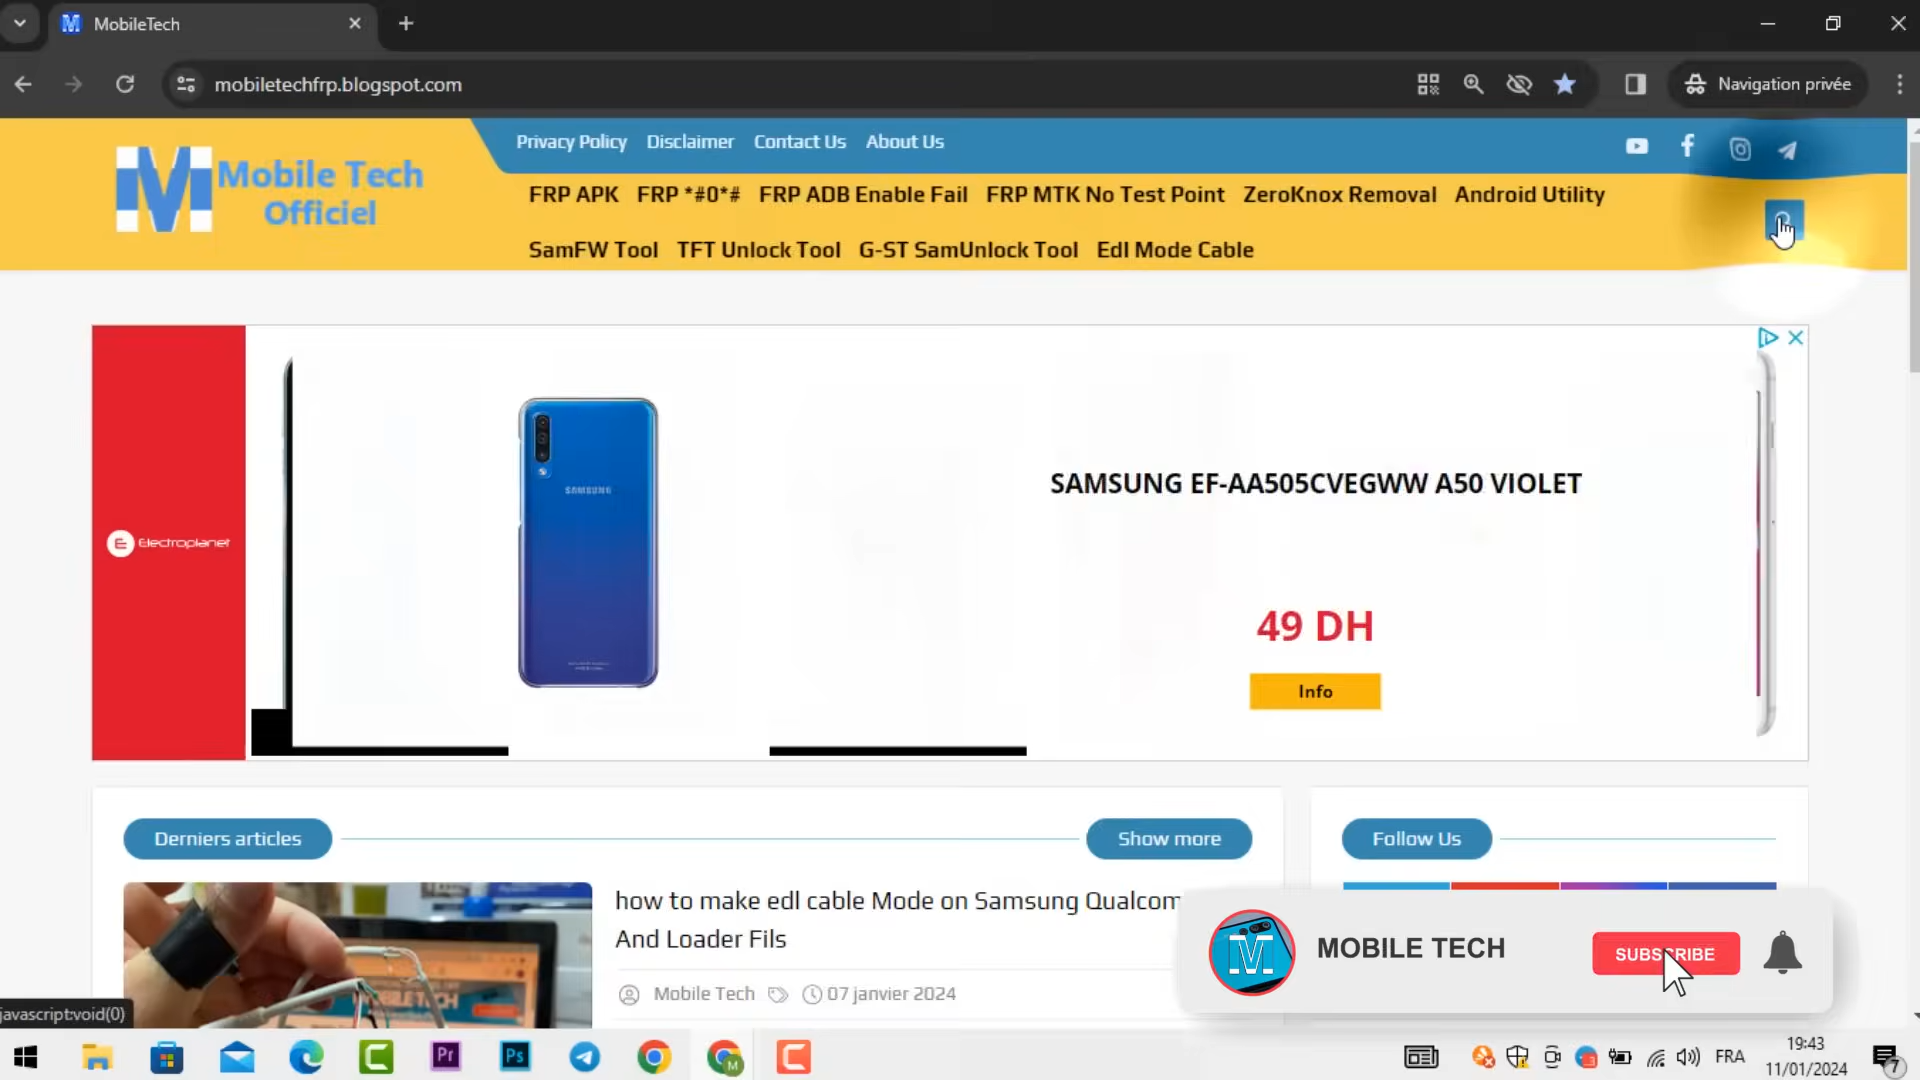 MobileTech
mobiletechfrp.blogspot.com
Navigation privée
Privacy Policy Disclaimer Contact Us About Us
Mobile Tech
Officiel
FRP APK FRP *#0*# FRP ADB Enable Fail FRP MTK No Test Point ZeroKnox Removal Android Utility
SamFW Tool TFT Unlock Tool G-ST SamUnlock Tool Edl Mode Cable
SAMSUNG
SAMSUNG EF-AA505CVEGWW A50 VIOLET
Electroplanet
49 DH
Info
Derniers articles
Show more
Follow Us
how to make edl cable Mode on Samsung Qualcom
And Loader Fils
Mobile Tech 07 janvier 2024
MOBILE TECH
SUBSCRIBE
javascript:void(0)
FRA
19:43
11/01/2024
7